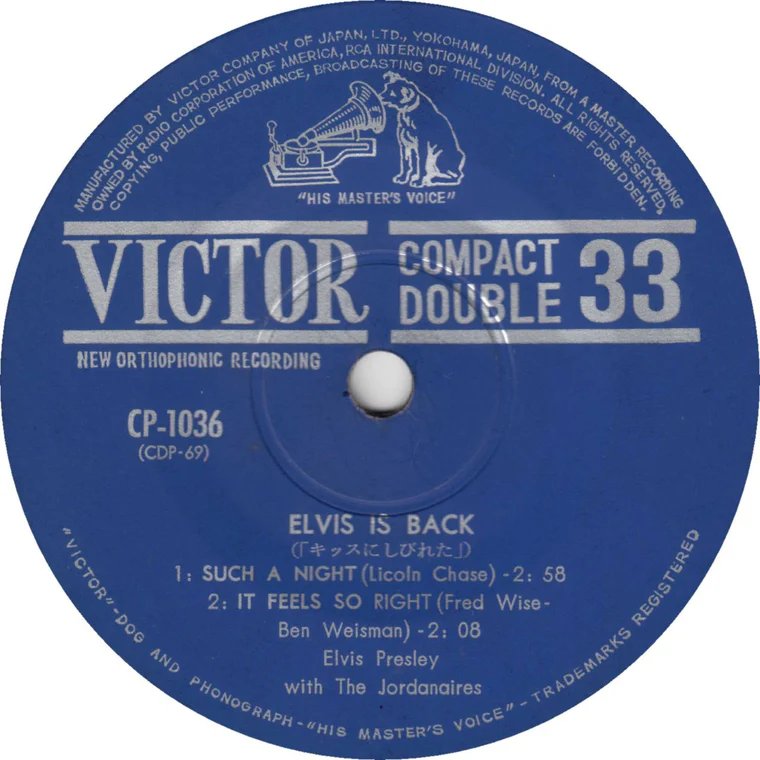 MANUFACTURED BY VICTOR COMPANY OF JAPAN, LTD., YOKOHAMA, JAPAN, FROM A MASTER RECORDING
OWNED BY RADIO CORPORATION OF AMERICA, RCA INTERNATIONAL DIVISION. ALL RIGHTS RESERVED.
COPYING, PUBLIC PERFORMANCE, BROADCASTING OF THESE RECORDS ARE FORBIDDEN.
"HIS MASTER'S VOICE"
VICTOR COMPACT DOUBLE 33
NEW ORTHOPHONIC RECORDING
CP-1036
(CDP-69)
ELVIS IS BACK
(「キッスにしびれた」)
1: SUCH A NIGHT (Licoln Chase) - 2: 58
2: IT FEELS SO RIGHT (Fred Wise-
Ben Weisman) - 2: 08
Elvis Presley
with The Jordanaires
"VICTOR"-DOG AND PHONOGRAPH-"HIS MASTER'S VOICE"-TRADEMARKS REGISTERED